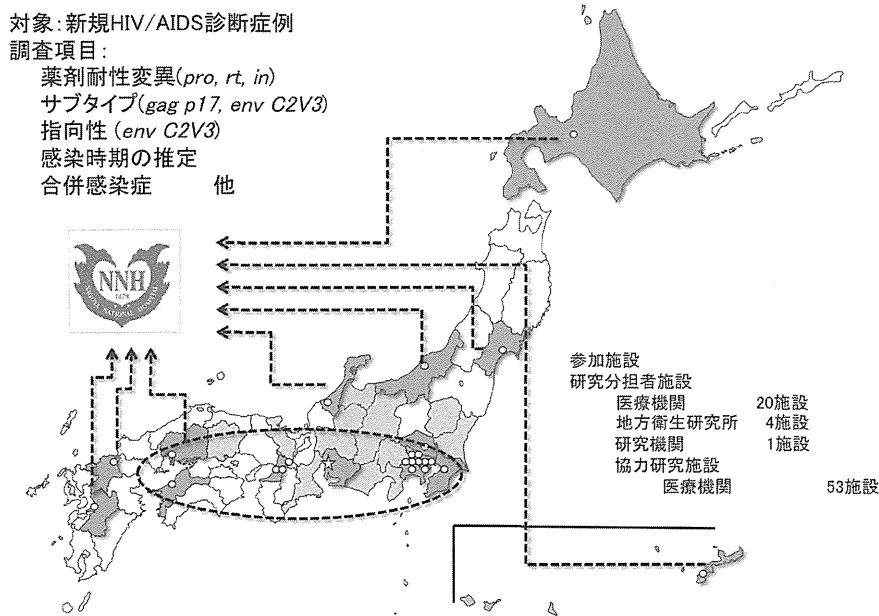 対象:新規HIV/AIDS診断症例
調査項目:
薬剤耐性変異(pro, rt, in)
サブタイプ(gag p17, env C2V3)
指向性 (env C2V3)
感染時期の推定
合併感染症 他
NNH
1879
NAGOYA NATIONAL HOSPITAL
参加施設
研究分担者施設
医療機関 20施設
地方衛生研究所 4施設
研究機関 1施設
協力研究施設
医療機関 53施設